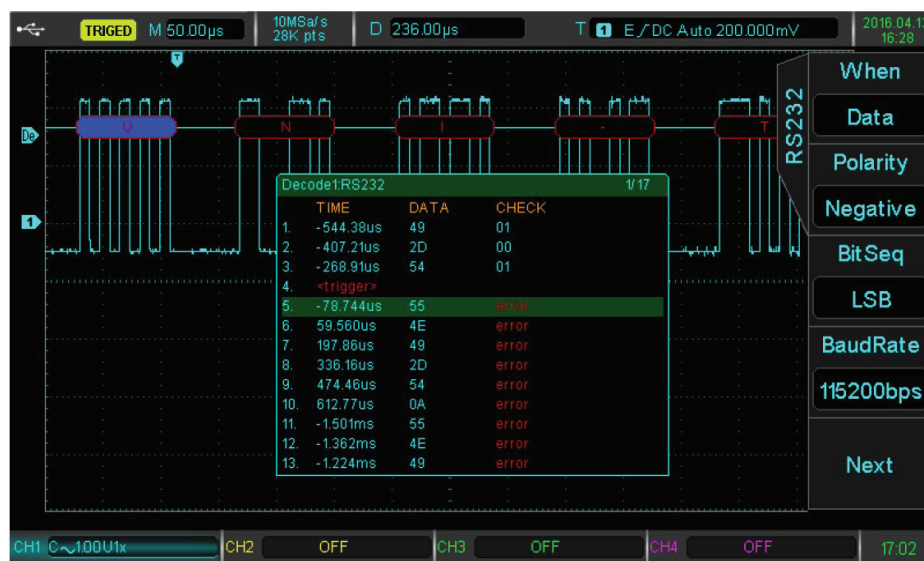 TRIGED M 50.00μs 10MSa/s 28K pts D 236.00μs T 1 E DC Auto 200.000mV 2016.04.13 16:28
T
RS232
When
Data
Polarity
Negative
BitSeq
LSB
BaudRate
115200bps
Next
De U N I - T
1
Decode1:RS232 1/17
TIME DATA CHECK
1. -544.38us 49 01
2. -407.21us 2D 00
3. -268.91us 54 01
4. <trigger>
5. -78.744us 55 error
6. 59.560us 4E error
7. 197.86us 49 error
8. 336.16us 2D error
9. 474.46us 54 error
10. 612.77us 0A error
11. -1.501ms 55 error
12. -1.362ms 4E error
13. -1.224ms 49 error
CH1 C~1.00U1x CH2 OFF CH3 OFF CH4 OFF 17:02